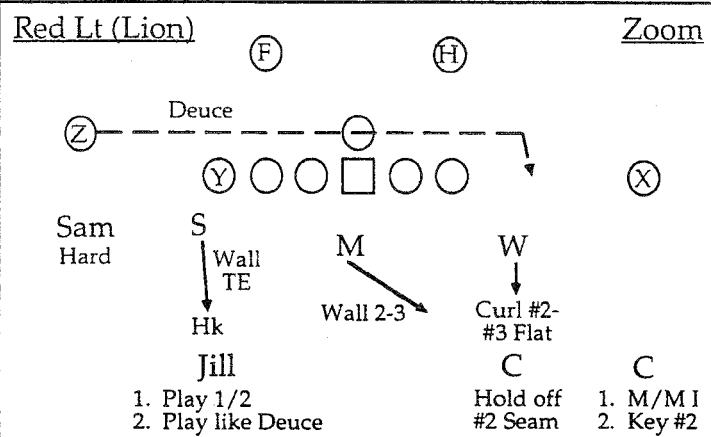 Red Lt (Lion)
Zoom
F
H
Deuce
Z
Y
X
Sam
Hard
S
M
W
Wall
TE
Wall 2-3
Curl #2-
#3 Flat
Hk
Jill
C
C
1. Play 1/2
2. Play like Deuce
Hold off
#2 Seam
1. M/M I
2. Key #2